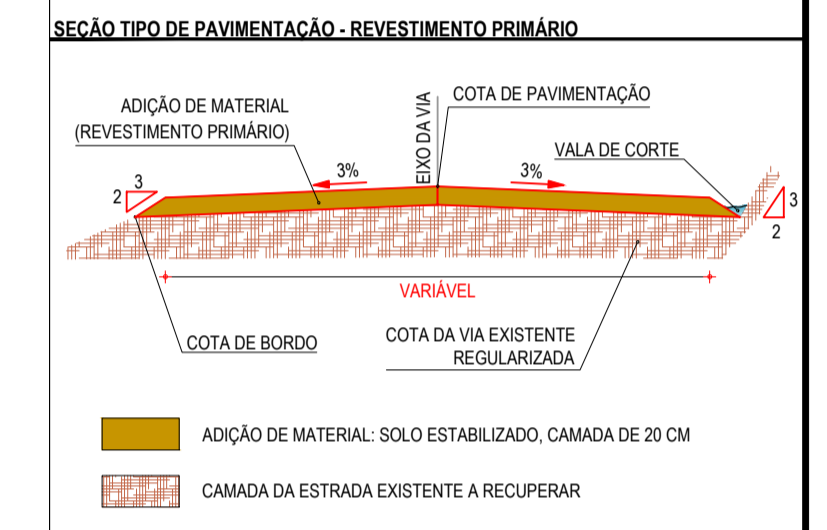 SEÇÃO TIPO DE PAVIMENTAÇÃO - REVESTIMENTO PRIMÁRIO
ADIÇÃO DE MATERIAL
(REVESTIMENTO PRIMÁRIO)
EIXO DA VIA
COTA DE PAVIMENTAÇÃO
VALA DE CORTE
3%
3%
3
2
3
2
VARIÁVEL
COTA DE BORDO
COTA DA VIA EXISTENTE
REGULARIZADA
ADIÇÃO DE MATERIAL: SOLO ESTABILIZADO, CAMADA DE 20 CM
CAMADA DA ESTRADA EXISTENTE A RECUPERAR